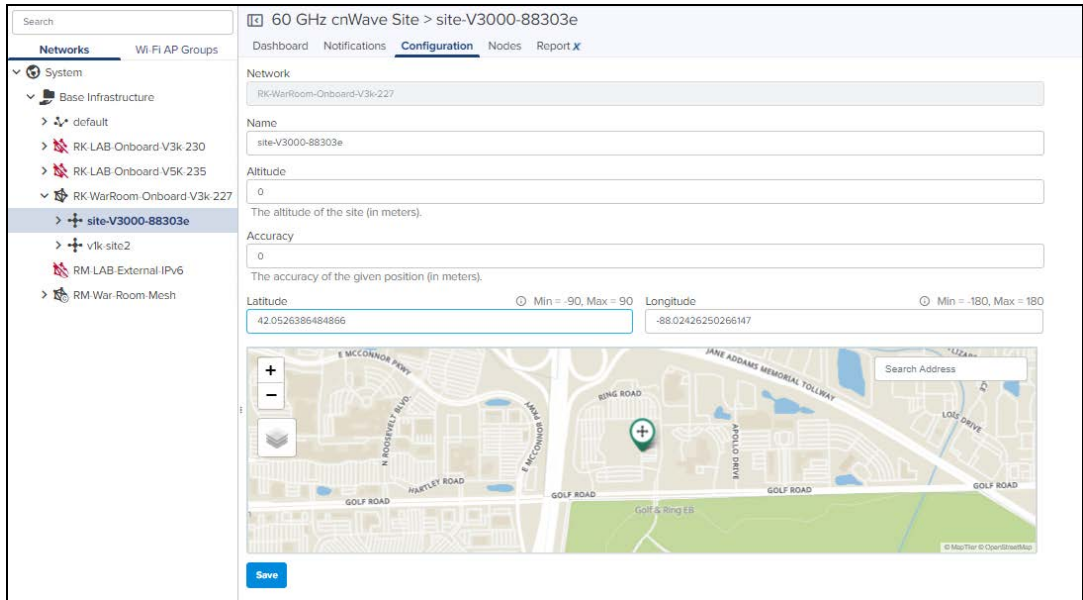 Search
Networks Wi-Fi AP Groups
System
Base Infrastructure
default
RK-LAB-Onboard-V3k-230
RK-LAB-Onboard-V5K-235
RK-WarRoom-Onboard-V3k-227
site-V3000-88303e
v1k-site2
RM-LAB-External-IPv6
RM-War-Room-Mesh
60 GHz cnWave Site > site-V3000-88303e
Dashboard Notifications Configuration Nodes Report X
Network
RK-WarRoom-Onboard-V3k-227
Name
site-V3000-88303e
Altitude
0
The altitude of the site (in meters).
Accuracy
0
The accuracy of the given position (in meters).
Latitude Min = -90, Max = 90 Longitude Min = -180, Max = 180
42.0526386484866 -88.02426250266147
E MCCONNOR PKWY
JANE ADDAMS MEMORIAL TOLLWAY
+
−
Search Address
RING ROAD
N ROOSEVELT BLVD.
E MCCONNOR PKWY
APOLLO DRIVE
LOIS DRIVE
HARTLEY ROAD
GOLF ROAD
GOLF ROAD
GOLF ROAD
GOLF ROAD
Golf & Ring EB
© MapTiler © OpenStreetMap
Save